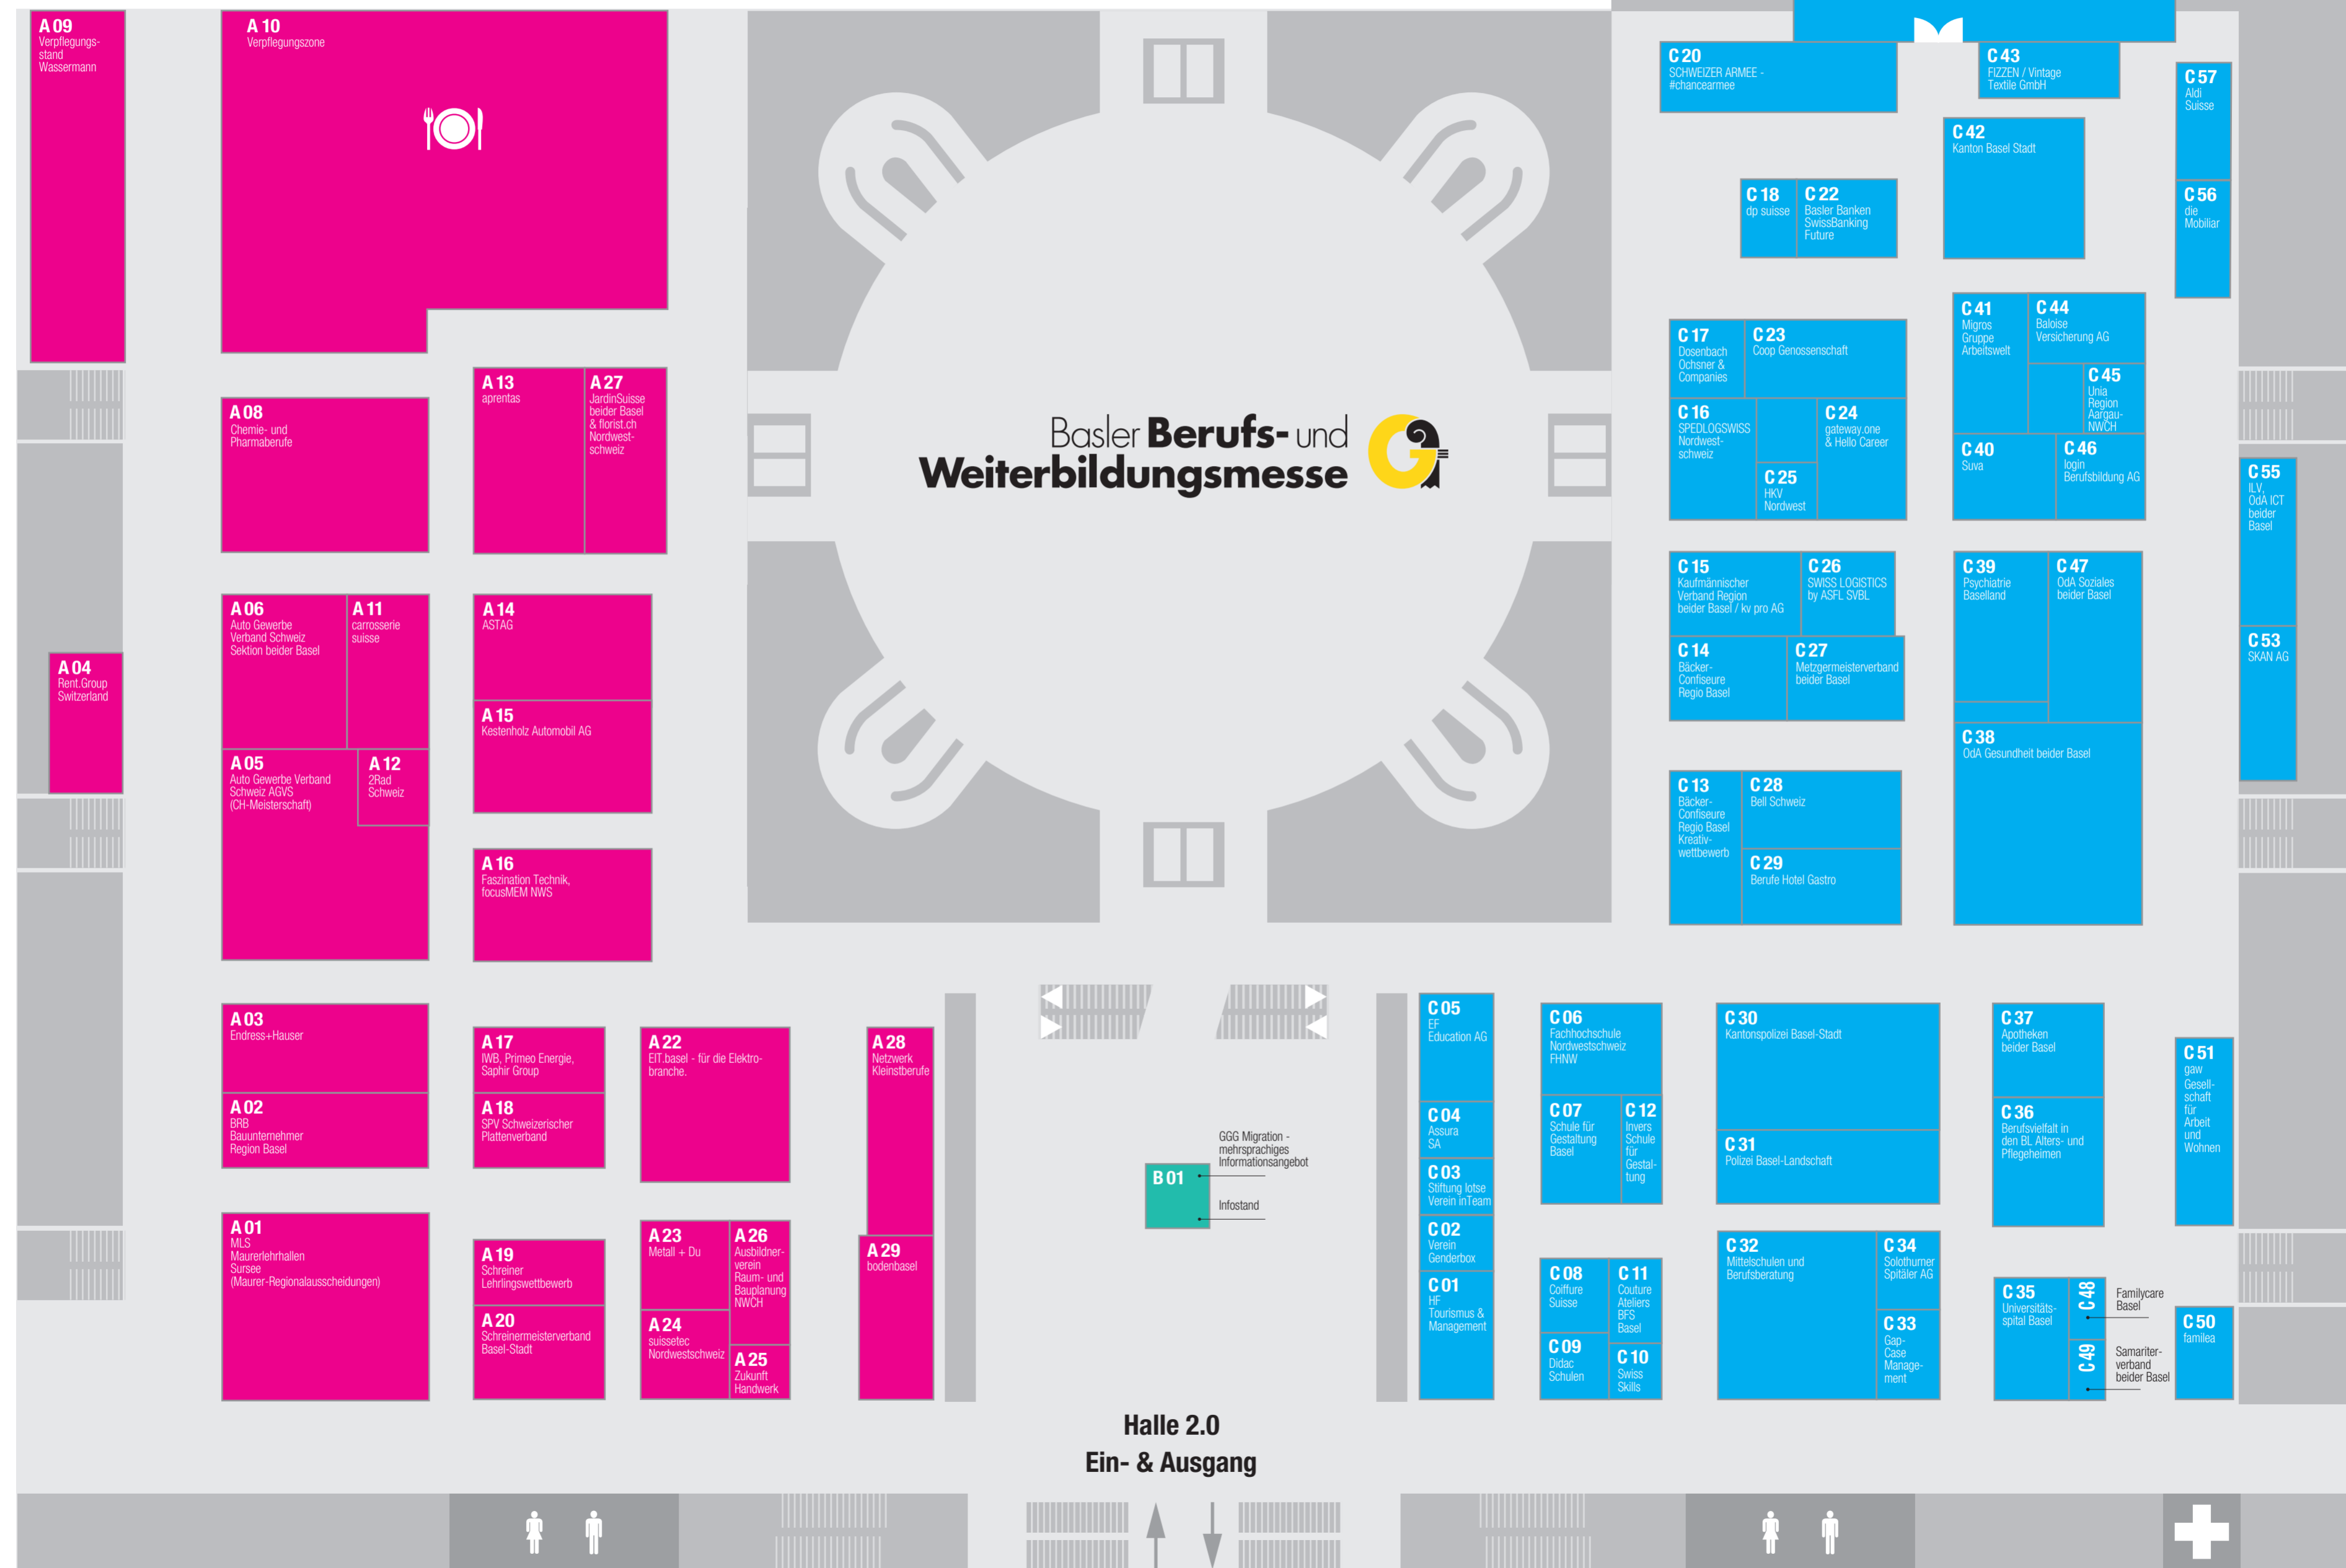 A 09
Verpflegungs-
stand
Wassermann
A 10
Verpflegungszone
A 08
Chemie- und
Pharmaberufe
A 13
aprentas
A 27
JardinSuisse
beider Basel
& florist.ch
Nordwest-
schweiz
A 06
Auto Gewerbe
Verband Schweiz
Sektion beider Basel
A 11
carrosserie
suisse
A 14
ASTAG
A 04
Rent.Group
Switzerland
A 15
Kestenholz Automobil AG
A 05
Auto Gewerbe Verband
Schweiz AGVS
(CH-Meisterschaft)
A 12
2Rad
Schweiz
A 16
Faszination Technik,
focusMEM NWS
A 03
Endress+Hauser
A 02
BRB
Bauunternehmer
Region Basel
A 01
MLS
Maurerlehrhallen
Sursee
(Maurer-Regionalausscheidungen)
A 17
IWB, Primeo Energie,
Saphir Group
A 18
SPV Schweizerischer
Plattenverband
A 19
Schreiner
Lehrlingswettbewerb
A 20
Schreinermeisterverband
Basel-Stadt
A 22
EIT.basel - für die Elektro-
branche.
A 23
Metall + Du
A 24
suissetec
Nordwestschweiz
A 26
Ausbildner-
verein
Raum- und
Bauplanung
NWCH
A 25
Zukunft
Handwerk
A 28
Netzwerk
Kleinstberufe
A 29
bodenbasel
Basler Berufs- und
Weiterbildungsmesse
B 01
GGG Migration -
mehrsprachiges
Informationsangebot
Infostand
Halle 2.0
Ein- & Ausgang
C 20
SCHWEIZER ARMEE -
#chancearmee
C 43
FIZZEN / Vintage
Textile GmbH
C 57
Aldi
Suisse
C 42
Kanton Basel Stadt
C 18
dp suisse
C 22
Basler Banken
SwissBanking
Future
C 56
die
Mobiliar
C 17
Dosenbach
Ochsner &
Companies
C 23
Coop Genossenschaft
C 16
SPEDLOGSWISS
Nordwest-
schweiz
C 24
gateway.one
& Hello Career
C 25
HKV
Nordwest
C 41
Migros
Gruppe
Arbeitswelt
C 44
Baloise
Versicherung AG
C 45
Unia
Region
Aargau-
NWCH
C 40
Suva
C 46
login
Berufsbildung AG
C 55
ILV,
OdA ICT
beider
Basel
C 53
SKAN AG
C 15
Kaufmännischer
Verband Region
beider Basel / kv pro AG
C 26
SWISS LOGISTICS
by ASFL SVBL
C 14
Bäcker-
Confiseure
Regio Basel
C 27
Metzgermeisterverband
beider Basel
C 39
Psychiatrie
Baselland
C 47
OdA Soziales
beider Basel
C 38
OdA Gesundheit beider Basel
C 13
Bäcker-
Confiseure
Regio Basel
Kreativ-
wettbewerb
C 28
Bell Schweiz
C 29
Berufe Hotel Gastro
C 05
EF
Education AG
C 04
Assura
SA
C 03
Stiftung lotse
Verein inTeam
C 02
Verein
Genderbox
C 01
HF
Tourismus &
Management
C 06
Fachhochschule
Nordwestschweiz
FHNW
C 07
Schule für
Gestaltung
Basel
C 12
Invers
Schule
für
Gestal-
tung
C 08
Coiffure
Suisse
C 11
Couture
Ateliers
BFS
Basel
C 09
Didac
Schulen
C 10
Swiss
Skills
C 30
Kantonspolizei Basel-Stadt
C 31
Polizei Basel-Landschaft
C 32
Mittelschulen und
Berufsberatung
C 34
Solothurner
Spitäler AG
C 33
Gap-
Case
Manage-
ment
C 37
Apotheken
beider Basel
C 36
Berufsvielfalt in
den BL Alters- und
Pflegeheimen
C 51
gaw
Gesell-
schaft
für
Arbeit
und
Wohnen
C 35
Universitäts-
spital Basel
C 48
Familycare
Basel
C 49
Samariter-
verband
beider Basel
C 50
familea